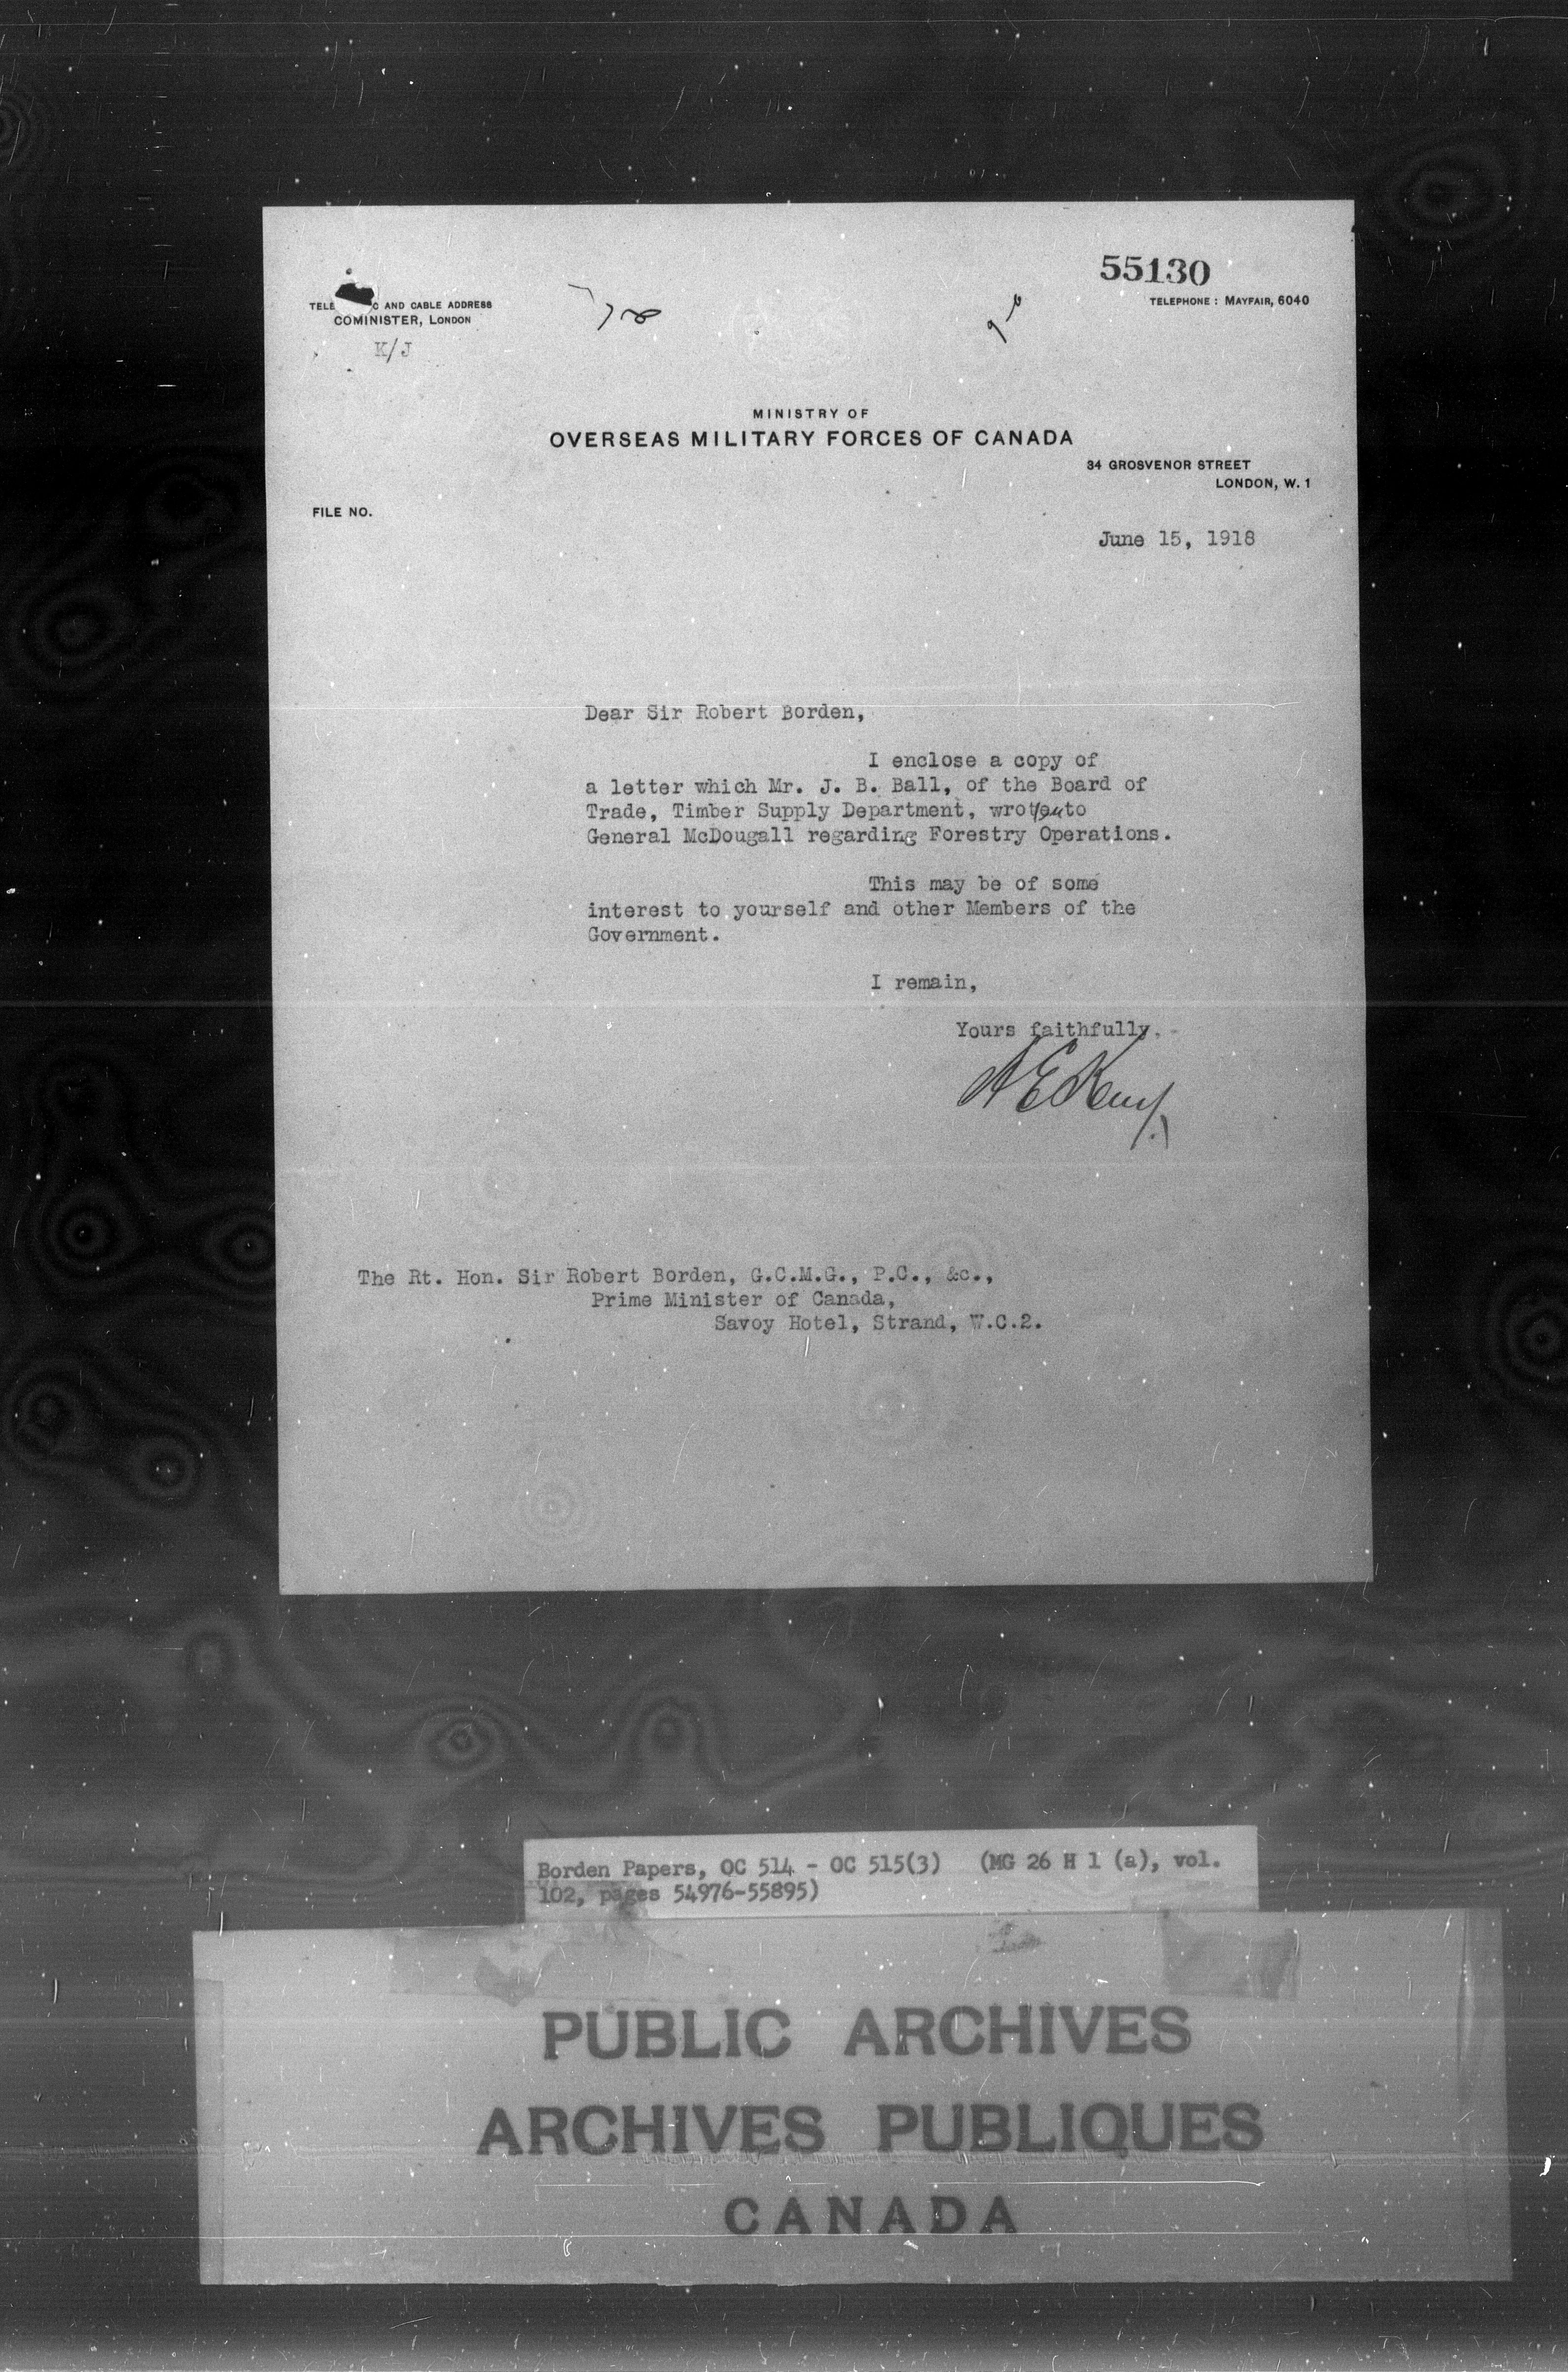 55130
TELE C AND CABLE ADDRESS
COMINISTER, LONDON
TELEPHONE : MAYFAIR, 6040
K/J
MINISTRY OF
OVERSEAS MILITARY FORCES OF CANADA
34 GROSVENOR STREET
LONDON, W. 1
FILE NO.
June 15, 1918
Dear Sir Robert Borden,
I enclose a copy of
a letter which Mr. J. B. Ball, of the Board of
Trade, Timber Supply Department, wrote to
General McDougall regarding Forestry Operations.
This may be of some
interest to yourself and other Members of the
Government.
I remain,
Yours faithfully.
A E Kemp
The Rt. Hon. Sir Robert Borden, G.C.M.G., P.C., &c.,
Prime Minister of Canada,
Savoy Hotel, Strand, W.C.2.
Borden Papers, OC 514 - OC 515(3) (MG 26 H 1 (a), vol.
102, pages 54976-55895)
PUBLIC ARCHIVES
ARCHIVES PUBLIQUES
CANADA